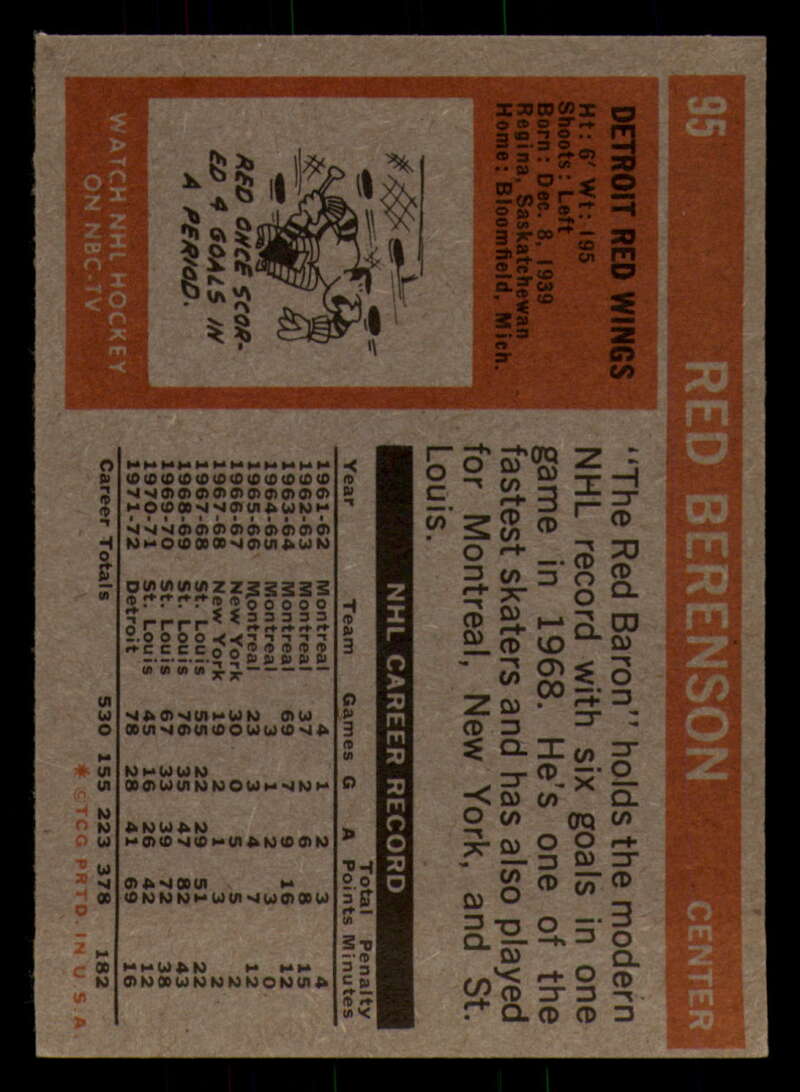 95 RED BERENSON CENTER
DETROIT RED WINGS
Ht: 6' Wt: 195
Shoots: Left
Born: Dec. 8, 1939
Regina, Saskatchewan
Home: Bloomfield, Mich.
RED ONCE SCOR-
ED 4 GOALS IN
A PERIOD.
WATCH NHL HOCKEY
ON NBC-TV
"The Red Baron" holds the modern
NHL record with six goals in one
game in 1968. He's one of the
fastest skaters and has also played
for Montreal, New York, and St.
Louis.
NHL CAREER RECORD
Total Penalty
Year Team Games G A Points Minutes
1961-62 Montreal 4 1 2 3 4
1962-63 Montreal 37 2 6 8 15
1963-64 Montreal 69 7 9 16 12
1964-65 Montreal 3 1 2 3 0
1965-66 Montreal 23 3 4 7 12
1966-67 New York 30 0 5 5 2
1967-68 New York 19 2 1 3 2
1967-68 St. Louis 55 22 29 51 22
1968-69 St. Louis 76 35 47 82 43
1969-70 St. Louis 67 33 39 72 38
1970-71 St. Louis 45 16 26 42 12
1971-72 Detroit 78 28 41 69 16
Career Totals 530 155 223 378 182
* © T C G PRTD. IN U S A